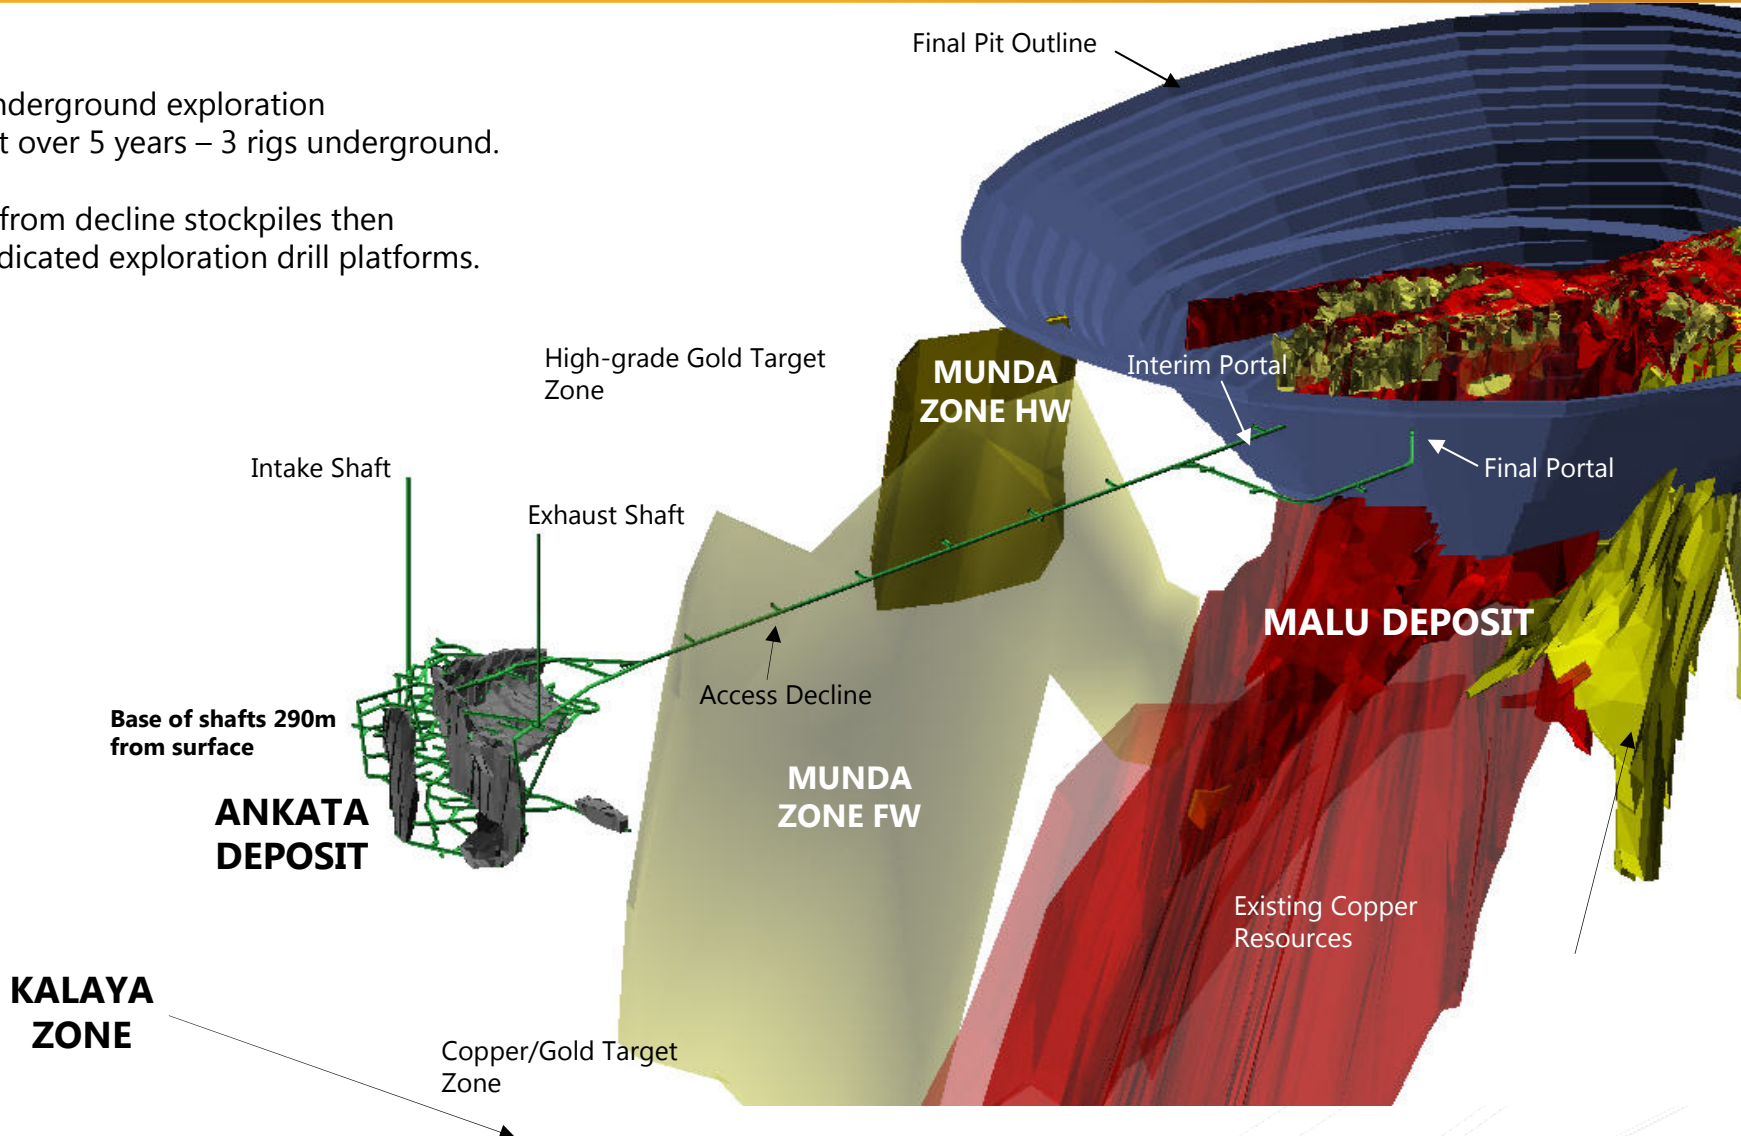 Final Pit Outline
nderground exploration
t over 5 years – 3 rigs underground.
from decline stockpiles then
dicated exploration drill platforms.
High-grade Gold Target
Zone
MUNDA
ZONE HW
Interim Portal
Intake Shaft
Final Portal
Exhaust Shaft
MALU DEPOSIT
Access Decline
Base of shafts 290m
from surface
MUNDA
ZONE FW
ANKATA
DEPOSIT
Existing Copper
Resources
KALAYA
ZONE
Copper/Gold Target
Zone